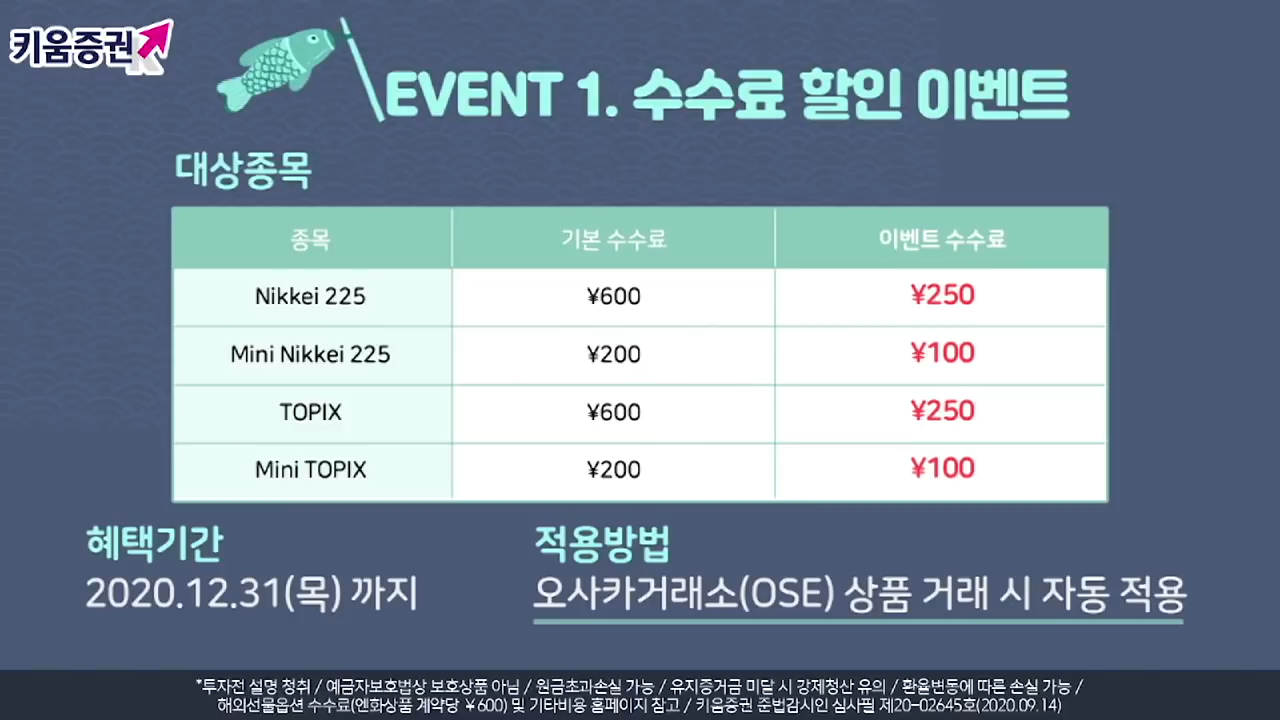 키움증권
EVENT 1. 수수료 할인 이벤트
대상종목
종목 기본 수수료 이벤트 수수료
Nikkei 225 ¥600 ¥250
Mini Nikkei 225 ¥200 ¥100
TOPIX ¥600 ¥250
Mini TOPIX ¥200 ¥100
혜택기간
2020.12.31(목) 까지
적용방법
오사카거래소(OSE) 상품 거래 시 자동 적용
*투자전 설명 청취 / 예금자보호법상 보호상품 아님 / 원금초과손실 가능 / 유지증거금 미달 시 강제청산 유의 / 환율변동에 따른 손실 가능 /
해외선물옵션 수수료(엔화상품 계약당 ¥600) 및 기타비용 홈페이지 참고 / 키움증권 준법감시인 심사필 제20-02645호(2020.09.14)